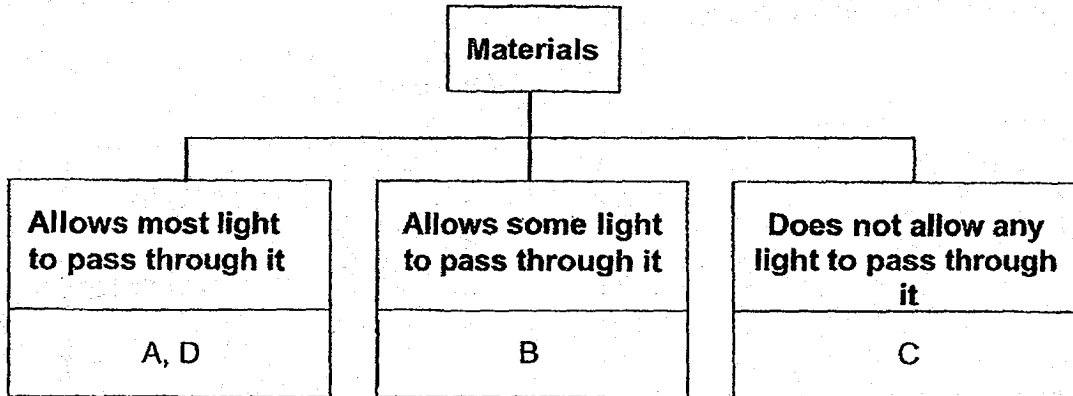 Materials
Allows most light
to pass through it
A, D
Allows some light
to pass through it
B
Does not allow any
light to pass through
it
C